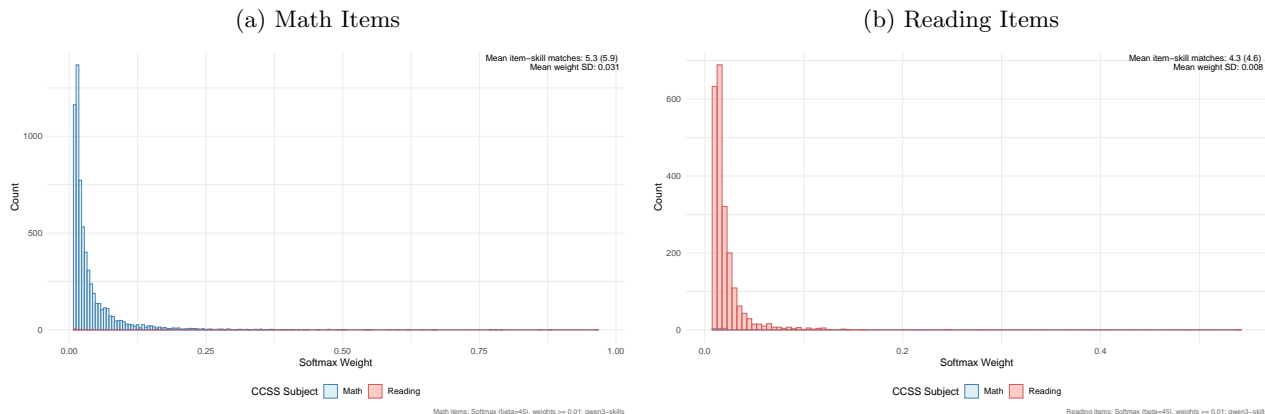 (a) Math Items
Mean item−skill matches: 5.3 (5.9)
Mean weight SD: 0.031
1000
500
0
Count
0.00 0.25 0.50 0.75 1.00
Softmax Weight
CCSS Subject Math Reading
Math items: Softmax (beta=45), weights >= 0.01; qwen3-skills
(b) Reading Items
Mean item−skill matches: 4.3 (4.6)
Mean weight SD: 0.008
600
400
200
0
Count
0.0 0.2 0.4
Softmax Weight
CCSS Subject Math Reading
Reading items: Softmax (beta=45), weights >= 0.01; qwen3-skill